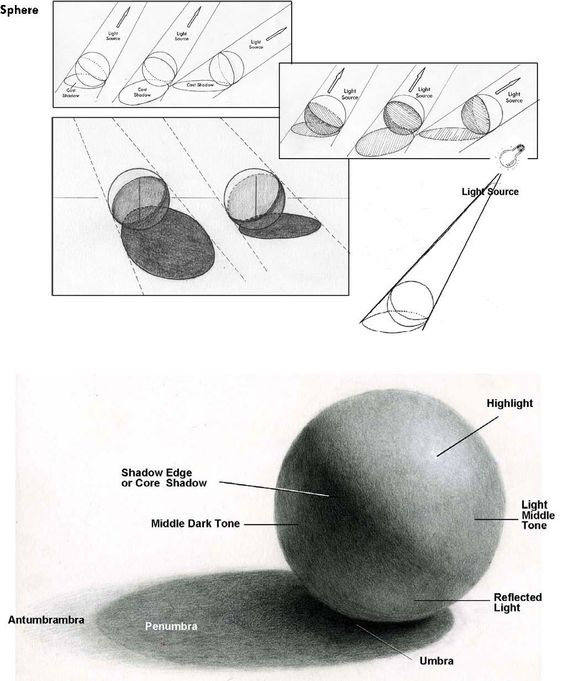 Sphere
Light
Source
Light
Source
Light
Source
Cast
Shadow
Cast
Shadow
Cast Shadow
Light
Source
Light
Source
Light
Source
Light Source
Highlight
Shadow Edge
or Core Shadow
Light
Middle
Tone
Middle Dark Tone
Reflected
Light
Antumbrambra
Penumbra
Umbra